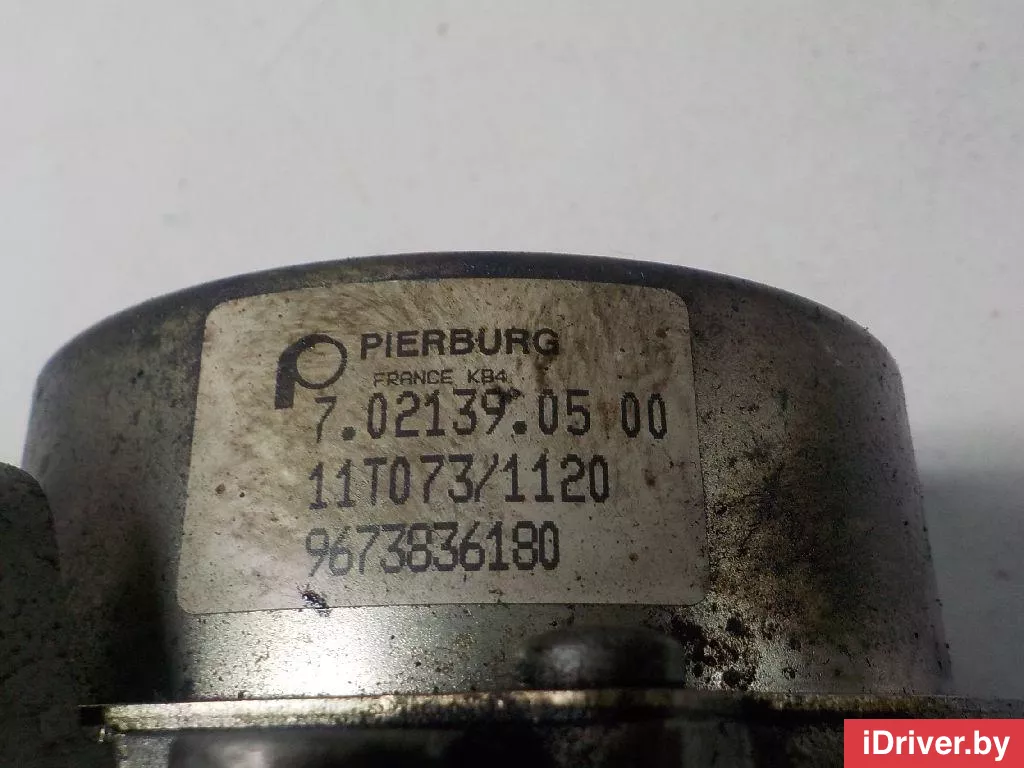 PIERBURG
FRANCE KB4
7.02139.05 00
11T073/1120
9673836180
iDriver.by